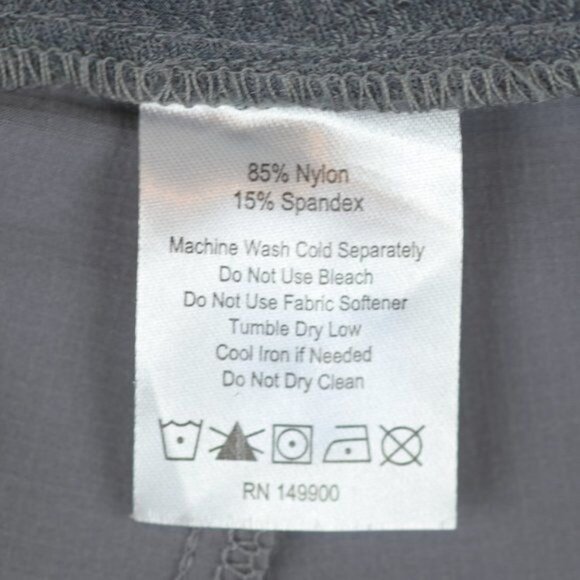 85% Nylon
15% Spandex
Machine Wash Cold Separately
Do Not Use Bleach
Do Not Use Fabric Softener
Tumble Dry Low
Cool Iron if Needed
Do Not Dry Clean
RN 149900